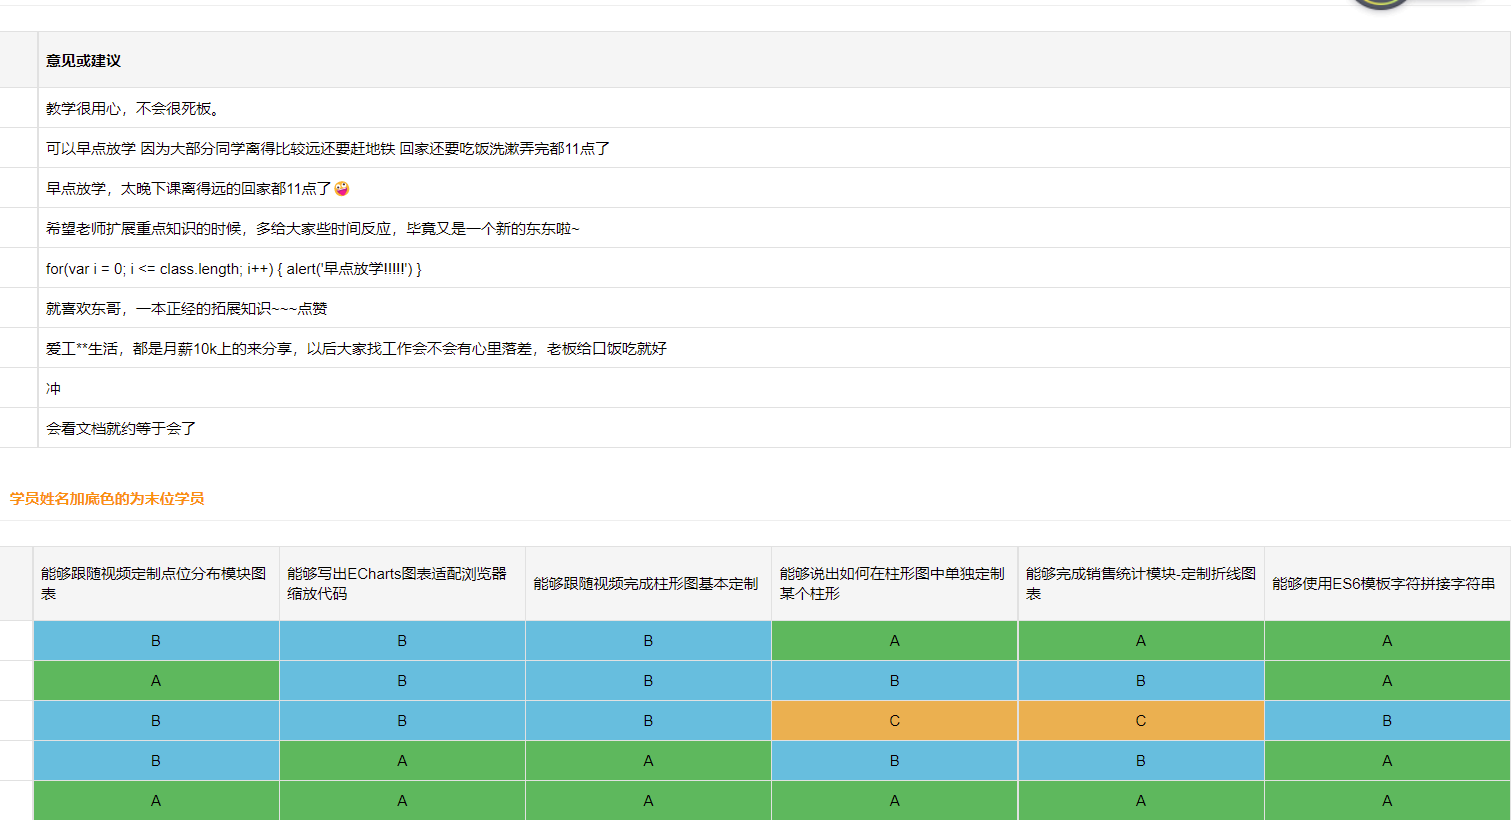 意见或建议
教学很用心，不会很死板。
可以早点放学 因为大部分同学离得比较远还要赶地铁 回家还要吃饭洗漱弄完都11点了
早点放学，太晚下课离得远的回家都11点了🤪
希望老师扩展重点知识的时候，多给大家些时间反应，毕竟又是一个新的东东啦~
for(var i = 0; i <= class.length; i++) { alert('早点放学!!!!!') }
就喜欢东哥，一本正经的拓展知识~~~点赞
爱工**生活，都是月薪10k上的来分享，以后大家找工作会不会有心里落差，老板给口饭吃就好
冲
会看文档就约等于会了
学员姓名加底色的为末位学员
能够跟随视频定制点位分布模块图 能够写出ECharts图表适配浏览器 能够跟随视频完成柱形图基本定制 能够说出如何在柱形图中单独定制 能够完成销售统计模块-定制折线图 能够使用ES6模板字符拼接字符串
表 缩放代码 某个柱形 表
B B B A A A
A B B B B A
B B B C C B
B A A B B A
A A A A A A